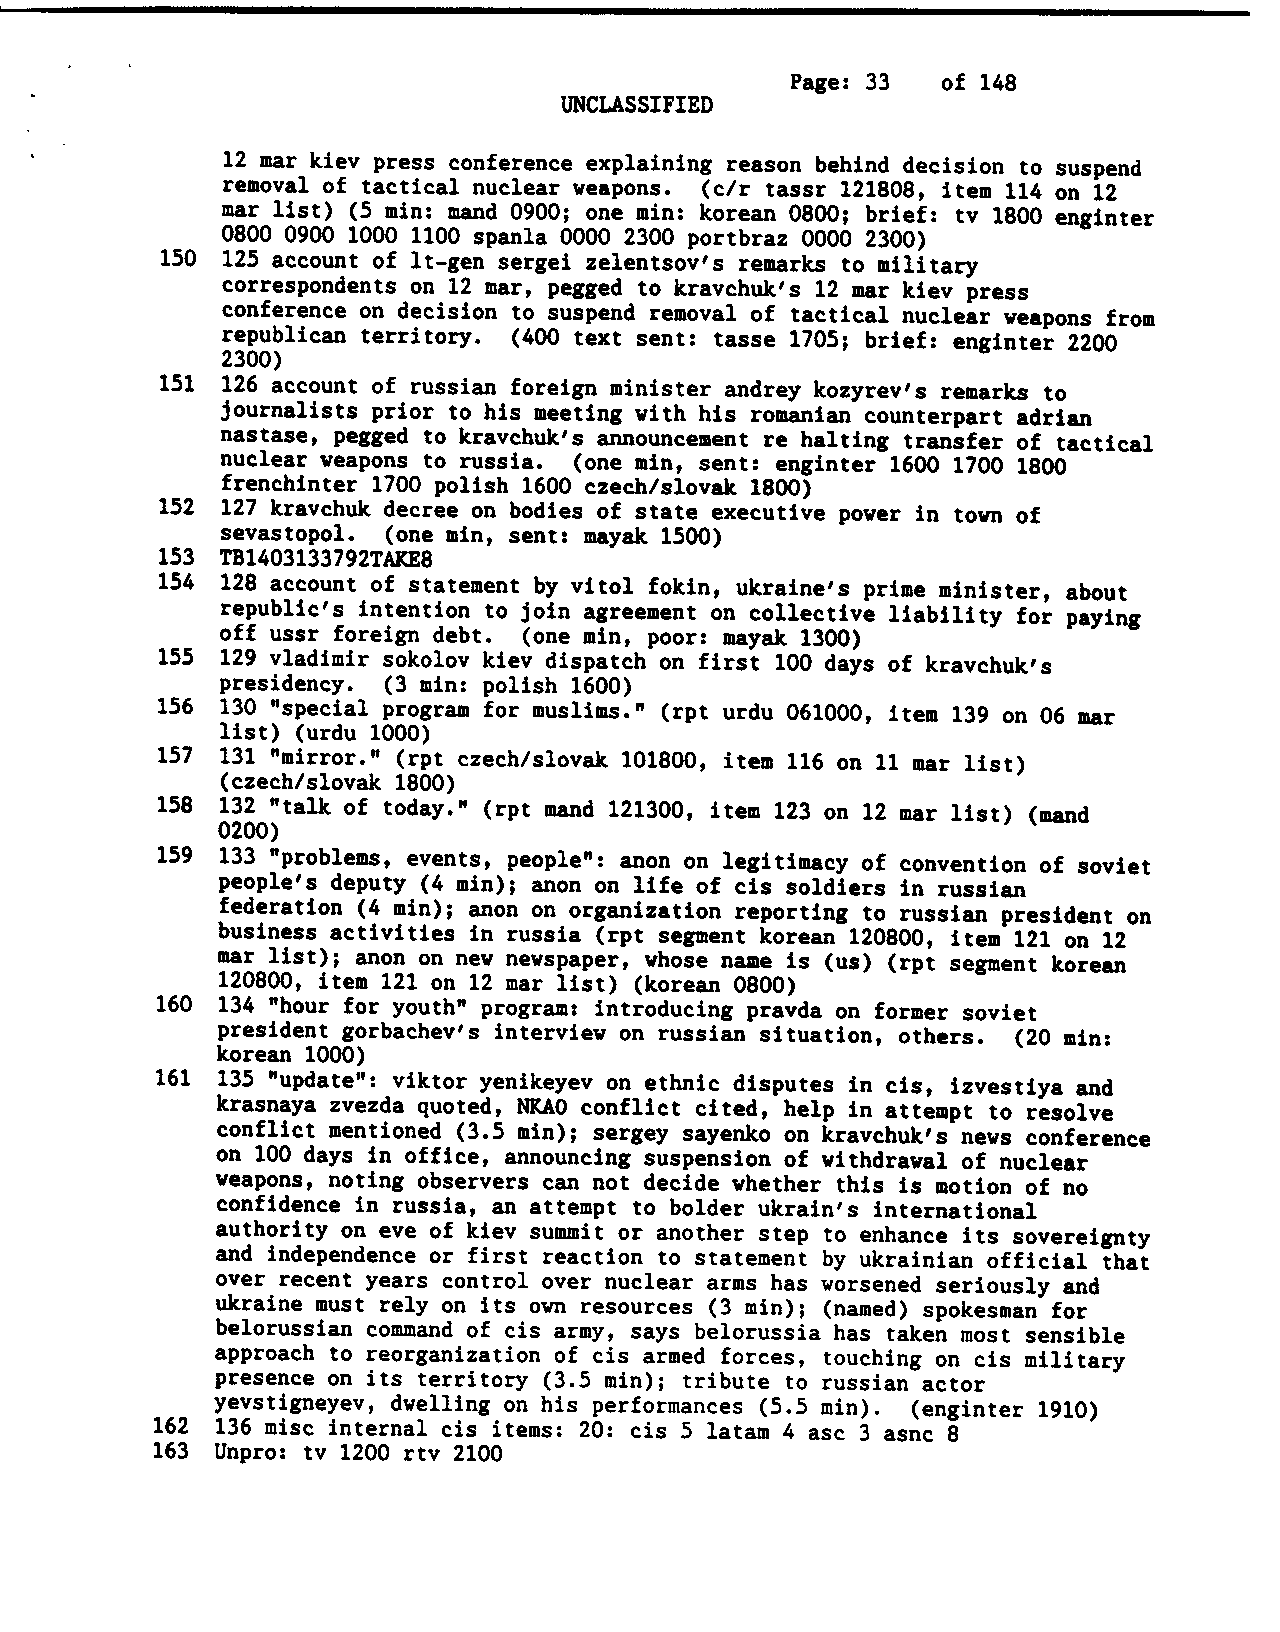 Page: 33 of 148
UNCLASSIFIED
12 mar kiev press conference explaining reason behind decision to suspend
removal of tactical nuclear weapons. (c/r tassr 121808, item 114 on 12
mar list) (5 min: mand 0900; one min: korean 0800; brief: tv 1800 enginter
0800 0900 1000 1100 spanla 0000 2300 portbraz 0000 2300)
150 125 account of lt-gen sergei zelentsov's remarks to military
correspondents on 12 mar, pegged to kravchuk's 12 mar kiev press
conference on decision to suspend removal of tactical nuclear weapons from
republican territory. (400 text sent: tasse 1705; brief: enginter 2200
2300)
151 126 account of russian foreign minister andrey kozyrev's remarks to
journalists prior to his meeting with his romanian counterpart adrian
nastase, pegged to kravchuk's announcement re halting transfer of tactical
nuclear weapons to russia. (one min, sent: enginter 1600 1700 1800
frenchinter 1700 polish 1600 czech/slovak 1800)
152 127 kravchuk decree on bodies of state executive power in town of
sevastopol. (one min, sent: mayak 1500)
153 TB1403133792TAKE8
154 128 account of statement by vitol fokin, ukraine's prime minister, about
republic's intention to join agreement on collective liability for paying
off ussr foreign debt. (one min, poor: mayak 1300)
155 129 vladimir sokolov kiev dispatch on first 100 days of kravchuk's
presidency. (3 min: polish 1600)
156 130 "special program for muslims." (rpt urdu 061000, item 139 on 06 mar
list) (urdu 1000)
157 131 "mirror." (rpt czech/slovak 101800, item 116 on 11 mar list)
(czech/slovak 1800)
158 132 "talk of today." (rpt mand 121300, item 123 on 12 mar list) (mand
0200)
159 133 "problems, events, people": anon on legitimacy of convention of soviet
people's deputy (4 min); anon on life of cis soldiers in russian
federation (4 min); anon on organization reporting to russian president on
business activities in russia (rpt segment korean 120800, item 121 on 12
mar list); anon on new newspaper, whose name is (us) (rpt segment korean
120800, item 121 on 12 mar list) (korean 0800)
160 134 "hour for youth" program: introducing pravda on former soviet
president gorbachev's interview on russian situation, others. (20 min:
korean 1000)
161 135 "update": viktor yenikeyev on ethnic disputes in cis, izvestiya and
krasnaya zvezda quoted, NKAO conflict cited, help in attempt to resolve
conflict mentioned (3.5 min); sergey sayenko on kravchuk's news conference
on 100 days in office, announcing suspension of withdrawal of nuclear
weapons, noting observers can not decide whether this is motion of no
confidence in russia, an attempt to bolder ukrain's international
authority on eve of kiev summit or another step to enhance its sovereignty
and independence or first reaction to statement by ukrainian official that
over recent years control over nuclear arms has worsened seriously and
ukraine must rely on its own resources (3 min); (named) spokesman for
belorussian command of cis army, says belorussia has taken most sensible
approach to reorganization of cis armed forces, touching on cis military
presence on its territory (3.5 min); tribute to russian actor
yevstigneyev, dwelling on his performances (5.5 min). (enginter 1910)
162 136 misc internal cis items: 20: cis 5 latam 4 asc 3 asnc 8
163 Unpro: tv 1200 rtv 2100